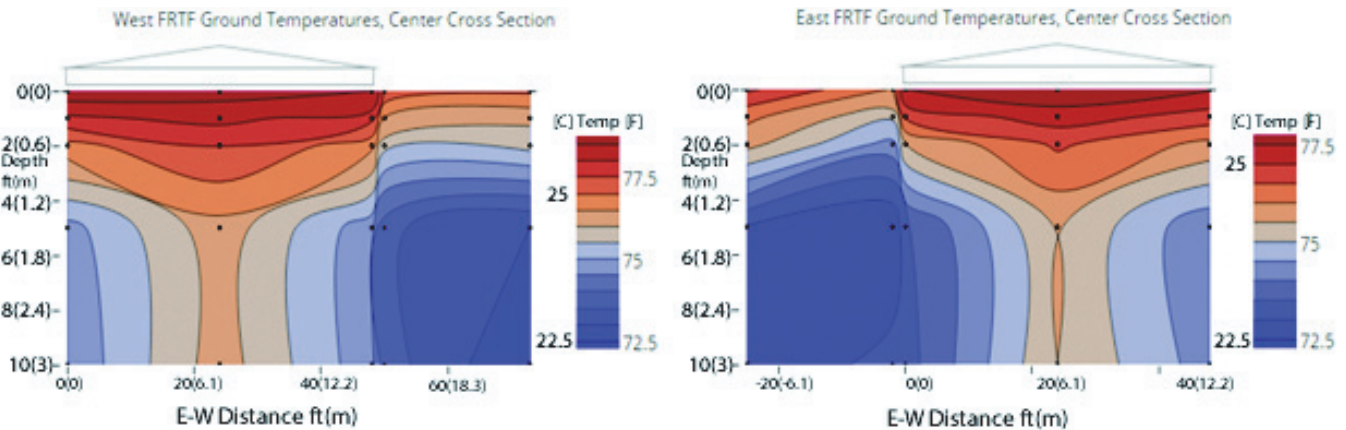 West FRTF Ground Temperatures, Center Cross Section
0(0)
2(0.6)
Depth
ft(m)
4(1.2)
6(1.8)
8(2.4)
10(3)
0(0) 20(6.1) 40(12.2) 60(18.3)
E-W Distance ft(m)
[C] Temp [F]
77.5
25
75
22.5 72.5
East FRTF Ground Temperatures, Center Cross Section
0(0)
2(0.6)
Depth
ft(m)
4(1.2)
6(1.8)
8(2.4)
10(3)
-20(-6.1) 0(0) 20(6.1) 40(12.2)
E-W Distance ft(m)
[C] Temp [F]
77.5
25
75
22.5 72.5